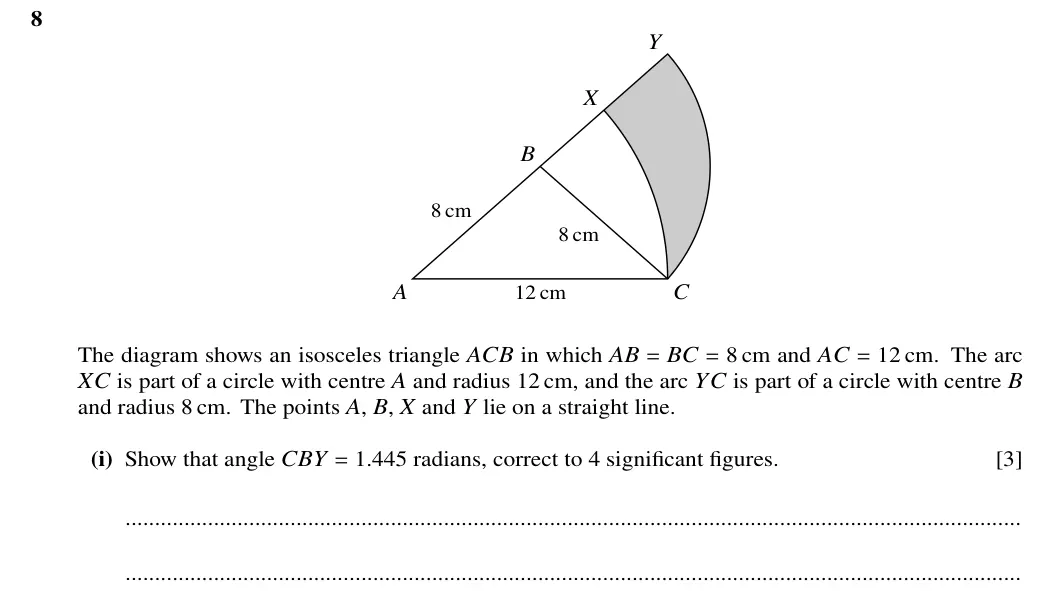 8
Y
X
B
8 cm
8 cm
A
12 cm
C
The diagram shows an isosceles triangle ACB in which AB = BC = 8 cm and AC = 12 cm. The arc
XC is part of a circle with centre A and radius 12 cm, and the arc YC is part of a circle with centre B
and radius 8 cm. The points A, B, X and Y lie on a straight line.
(i) Show that angle CBY = 1.445 radians, correct to 4 significant figures. [3]